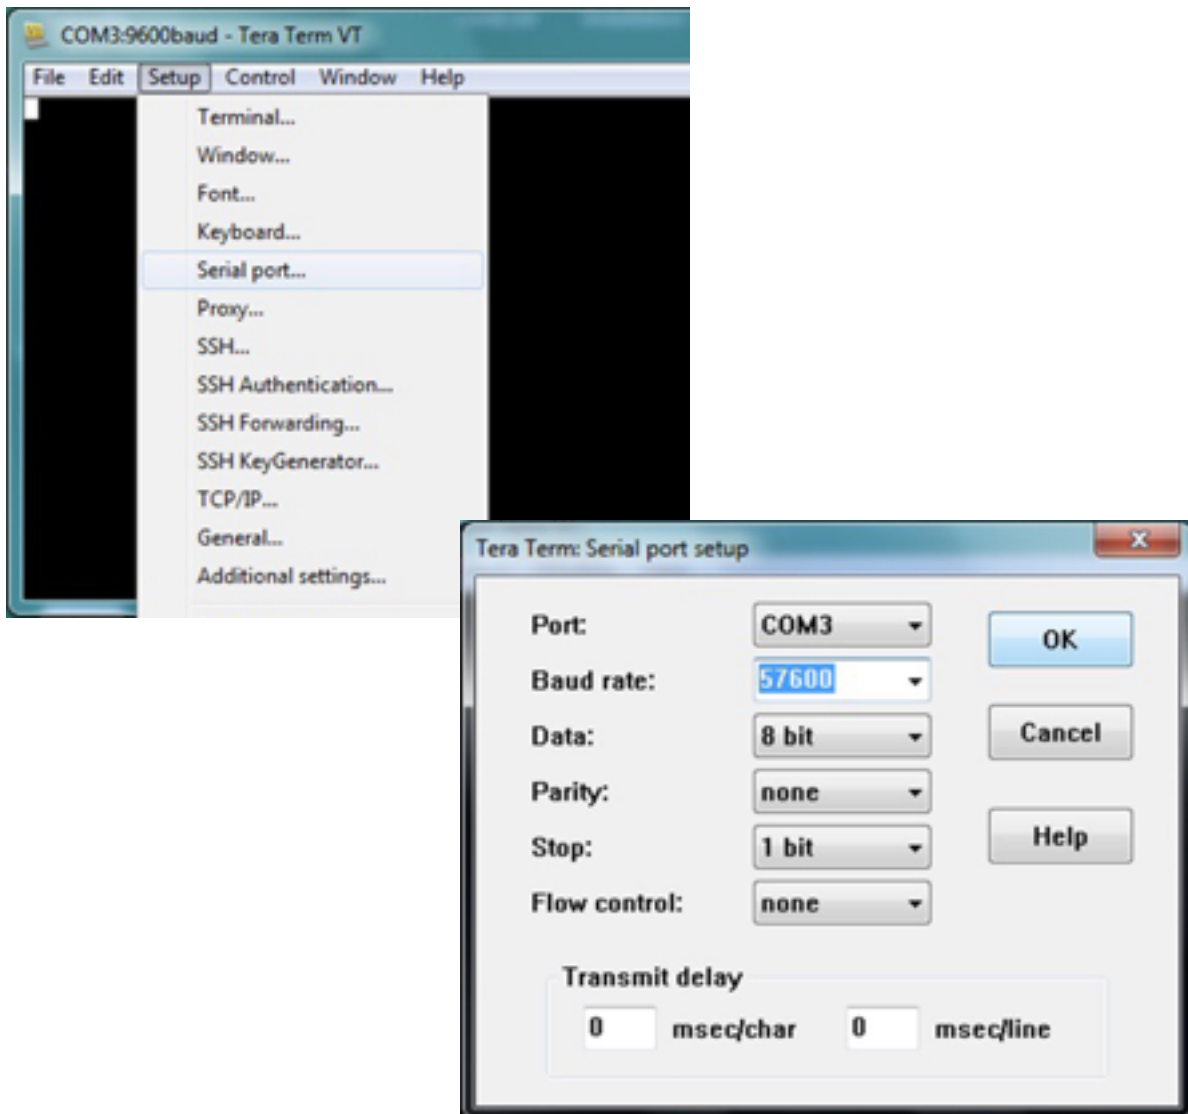 COM3:9600baud - Tera Term VT
File Edit Setup Control Window Help
Terminal...
Window...
Font...
Keyboard...
Serial port...
Proxy...
SSH...
SSH Authentication...
SSH Forwarding...
SSH KeyGenerator...
TCP/IP...
General...
Additional settings...
Tera Term: Serial port setup
Port: COM3 OK
Baud rate: 57600
Data: 8 bit Cancel
Parity: none
Stop: 1 bit Help
Flow control: none
Transmit delay
0 msec/char 0 msec/line